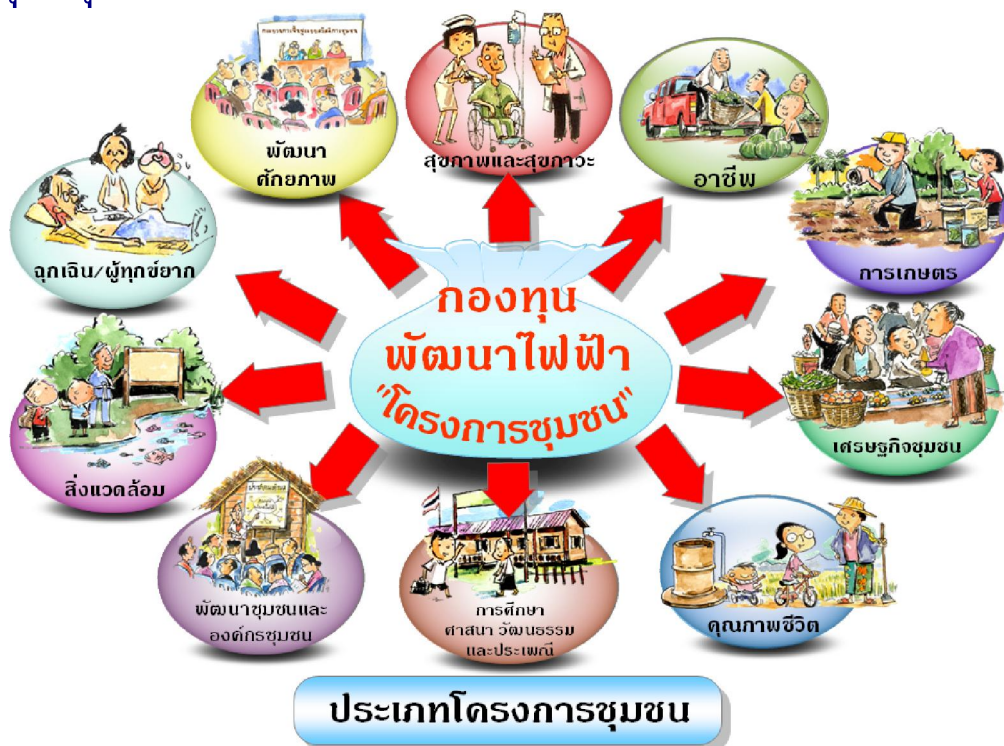 พัฒนา
ศักยภาพ
สุขภาพและสุขภาวะ
อาชีพ
ฉุกเฉิน/ผู้ทุกข์ยาก
การเกษตร
กองทุน
พัฒนาไฟฟ้า
"โครงการชุมชน"
สิ่งแวดล้อม
เศรษฐกิจชุมชน
พัฒนาชุมชนและ
องค์กรชุมชน
การศึกษา
ศาสนา วัฒนธรรม
และประเพณี
คุณภาพชีวิต
ประเภทโครงการชุมชน